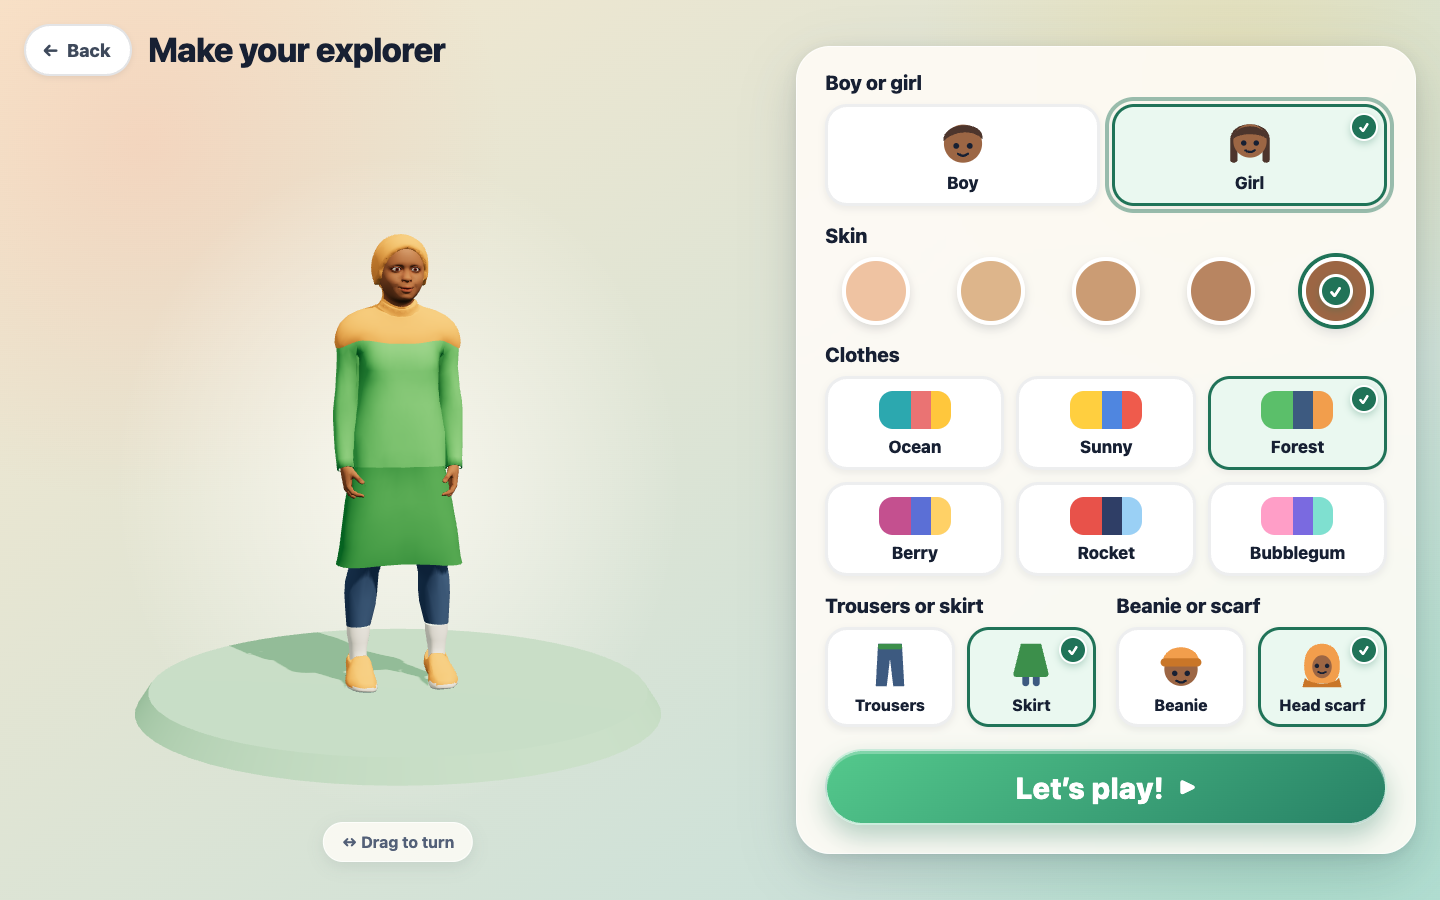 Back
Make your explorer
Boy or girl
Boy
Girl
Skin
Clothes
Ocean
Sunny
Forest
Berry
Rocket
Bubblegum
Trousers or skirt
Beanie or scarf
Trousers
Skirt
Beanie
Head scarf
Let's play!
Drag to turn